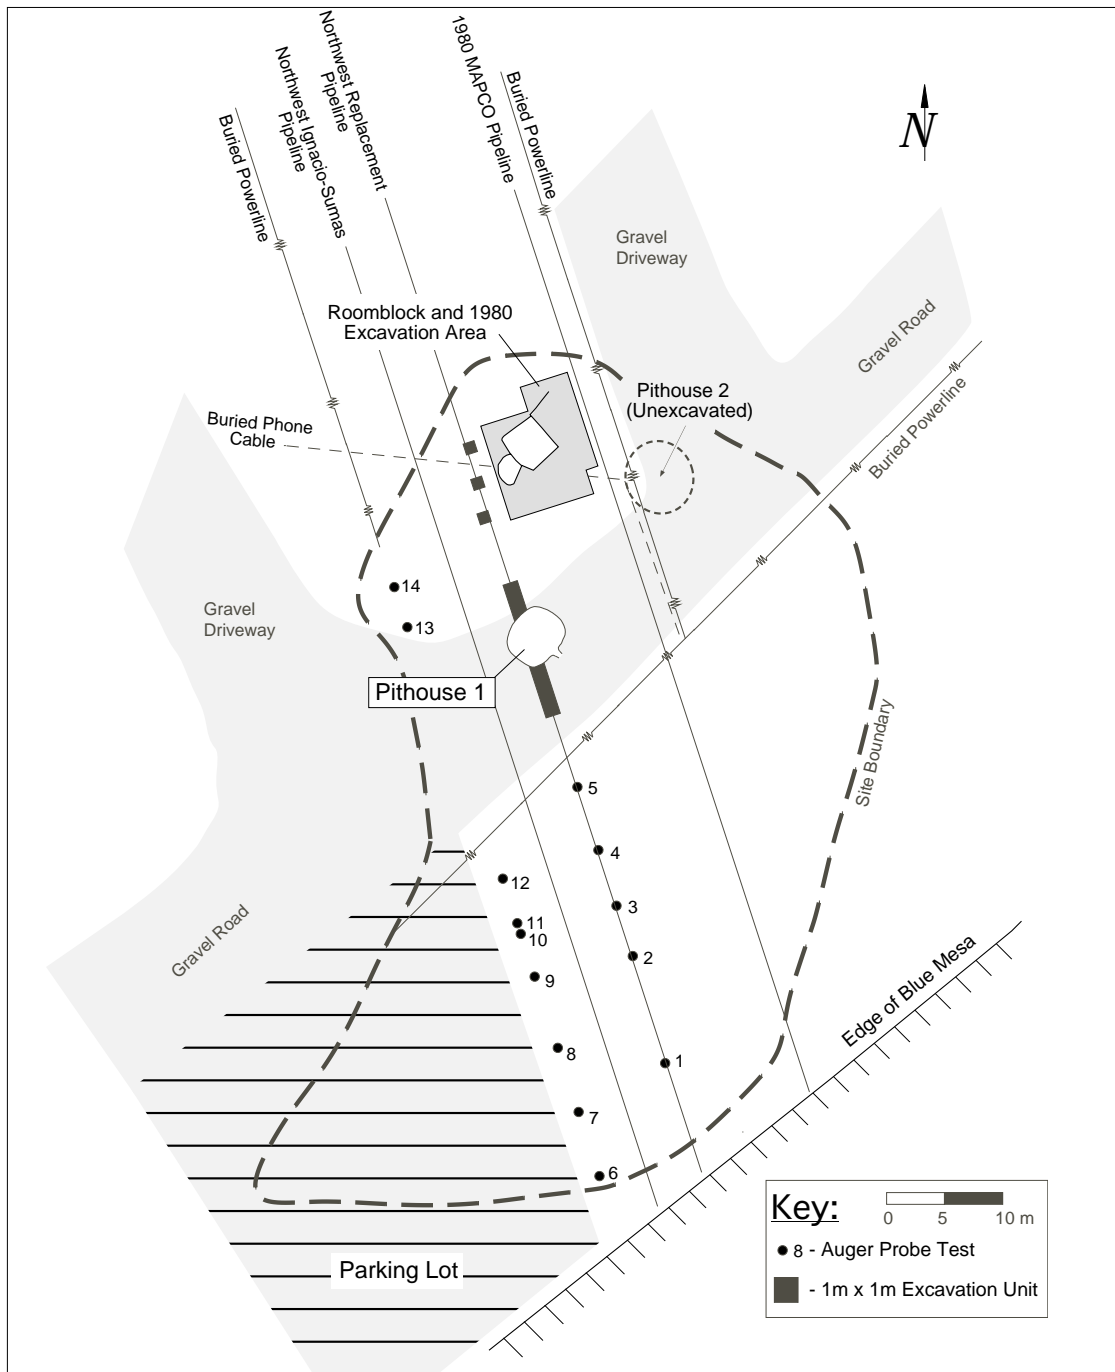 Buried Powerline
Northwest Ignacio-Sumas
Pipeline
Northwest Replacement
Pipeline
1980 MAPCO Pipeline
Buried Powerline
N
Gravel
Driveway
Gravel Road
Roomblock and 1980
Excavation Area
Pithouse 2
(Unexcavated)
Buried Phone
Cable
Buried Powerline
14
13
Gravel
Driveway
Pithouse 1
Site Boundary
5
4
12
3
11
10
2
9
Gravel Road
Edge of Blue Mesa
8
1
7
6
Parking Lot
Key:
0 5 10 m
8 - Auger Probe Test
- 1m x 1m Excavation Unit